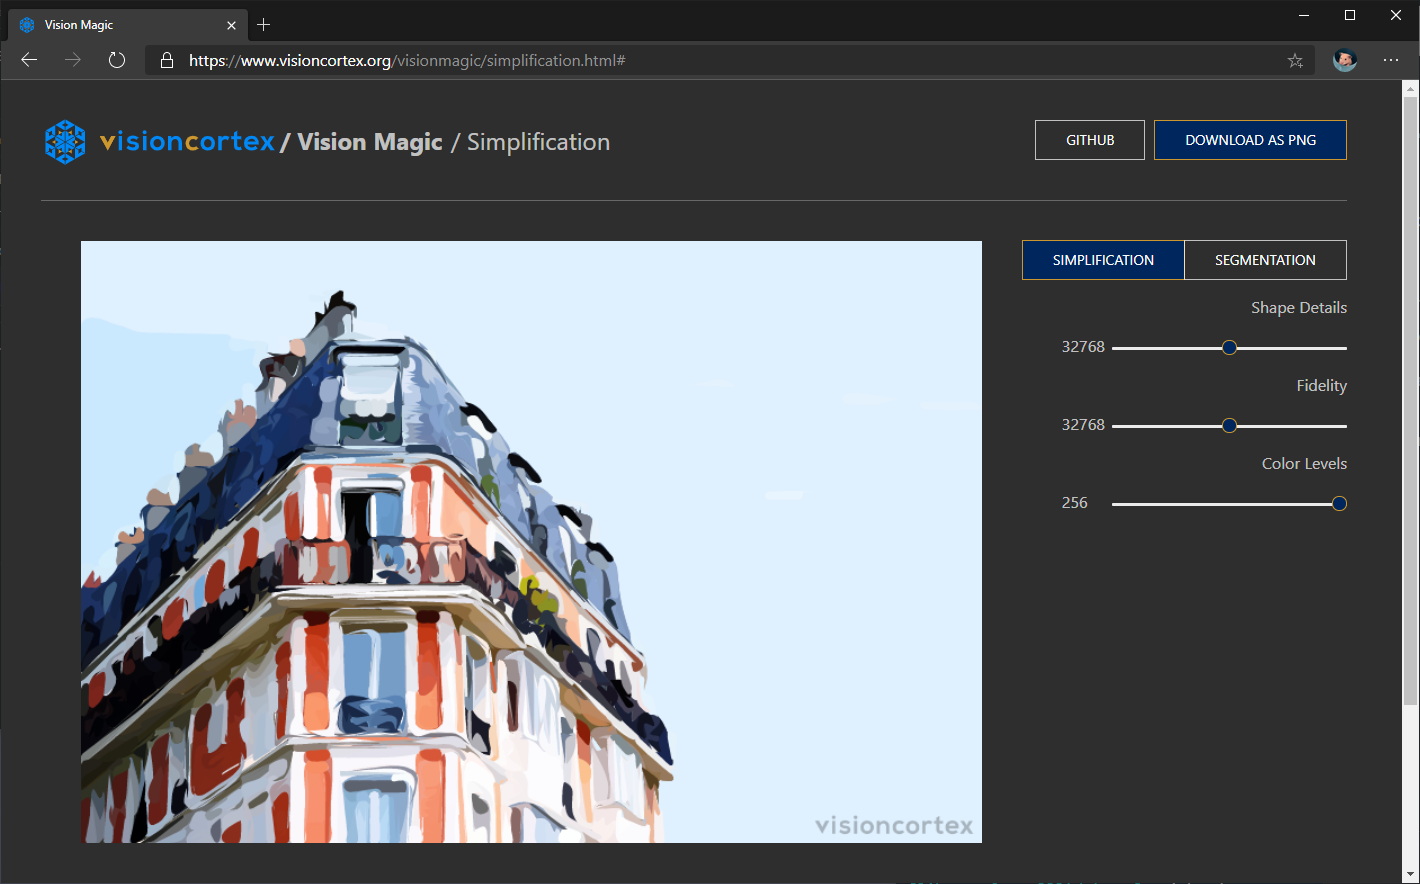 Vision Magic
https://www.visioncortex.org/visionmagic/simplification.html#
visioncortex / Vision Magic / Simplification
GITHUB
DOWNLOAD AS PNG
SIMPLIFICATION
SEGMENTATION
Shape Details
32768
Fidelity
32768
Color Levels
256
visioncortex